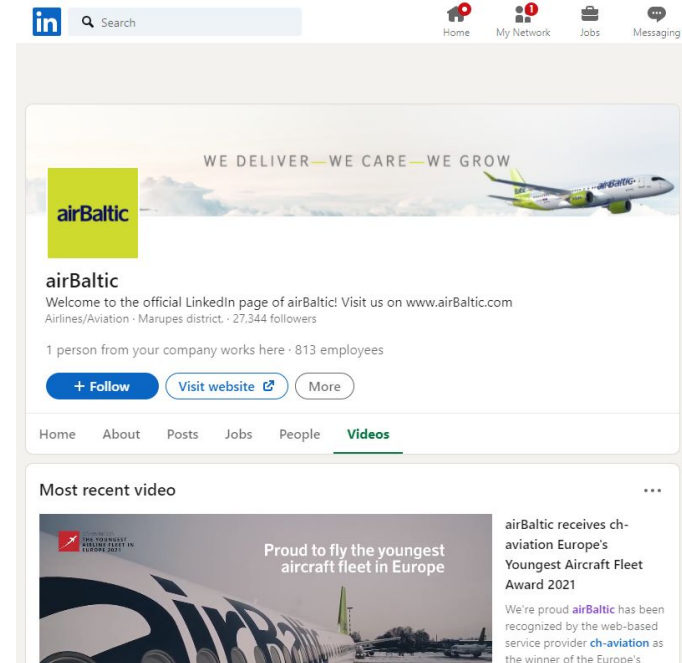 in
Search
Home
My Network
1
Jobs
Messaging
WE DELIVER—WE CARE—WE GROW
airBaltic
airBaltic
airBaltic
Welcome to the official LinkedIn page of airBaltic! Visit us on www.airBaltic.com
Airlines/Aviation · Marupes district, · 27,344 followers
1 person from your company works here · 813 employees
+ Follow
Visit website
More
Home
About
Posts
Jobs
People
Videos
Most recent video
...
THE YOUNGEST
AIRLINE FLEET IN
EUROPE 2021
Proud to fly the youngest
aircraft fleet in Europe
airBaltic receives ch-
aviation Europe's
Youngest Aircraft Fleet
Award 2021
We're proud airBaltic has been
recognized by the web-based
service provider ch-aviation as
the winner of the Europe's